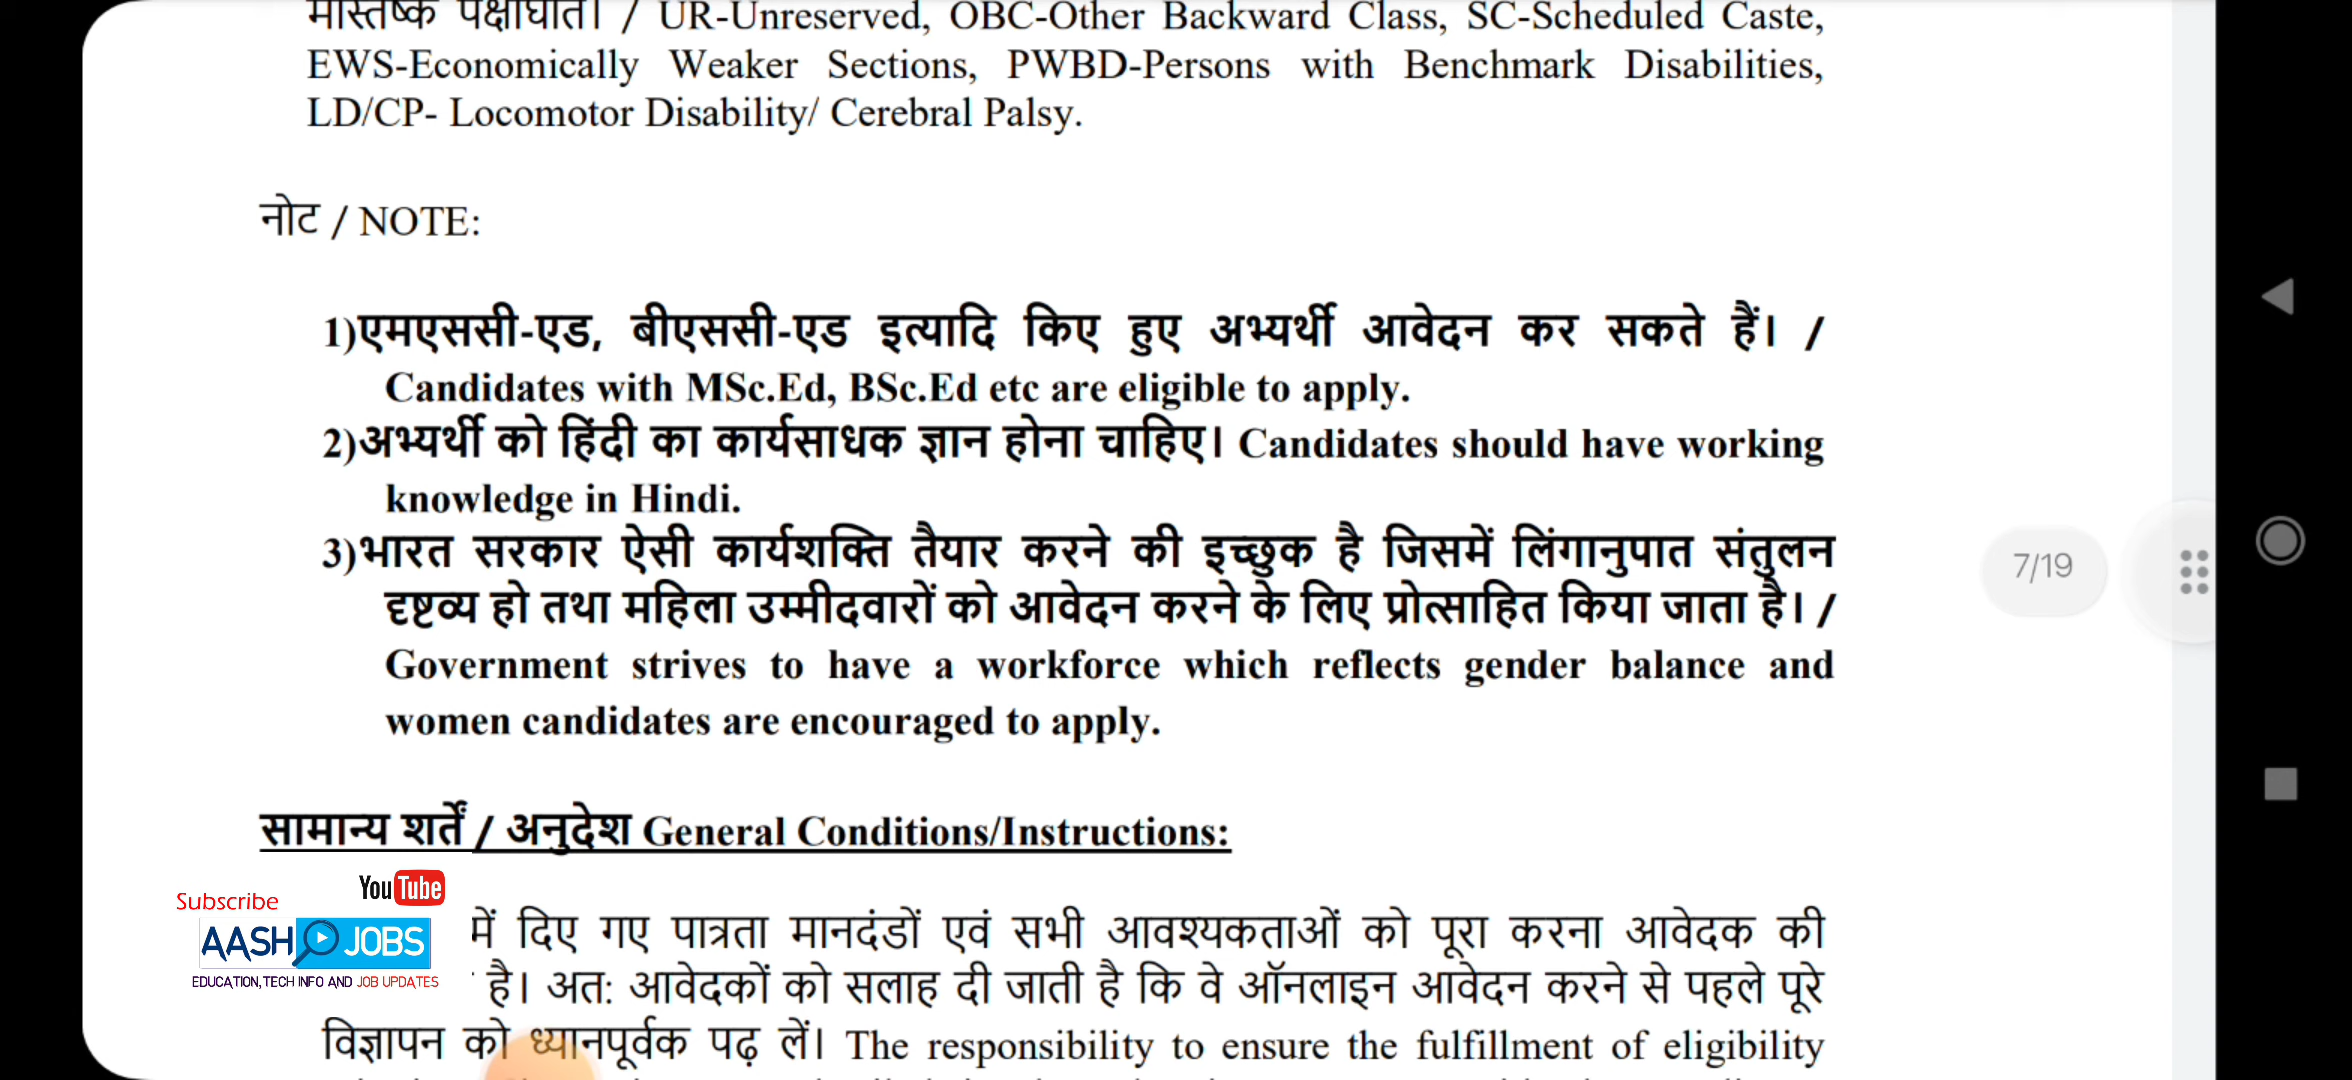 मस्तिष्क पक्षाघात। / UR-Unreserved, OBC-Other Backward Class, SC-Scheduled Caste,
EWS-Economically Weaker Sections, PWBD-Persons with Benchmark Disabilities,
LD/CP- Locomotor Disability/ Cerebral Palsy.
नोट / NOTE:
1)एमएससी-एड, बीएससी-एड इत्यादि किए हुए अभ्यर्थी आवेदन कर सकते हैं। /
Candidates with MSc.Ed, BSc.Ed etc are eligible to apply.
2)अभ्यर्थी को हिंदी का कार्यसाधक ज्ञान होना चाहिए। Candidates should have working
knowledge in Hindi.
3)भारत सरकार ऐसी कार्यशक्ति तैयार करने की इच्छुक है जिसमें लिंगानुपात संतुलन
दृष्टव्य हो तथा महिला उम्मीदवारों को आवेदन करने के लिए प्रोत्साहित किया जाता है। /
Government strives to have a workforce which reflects gender balance and
women candidates are encouraged to apply.
7/19
सामान्य शर्तें / अनुदेश General Conditions/Instructions:
Subscribe YouTube
AASH JOBS
EDUCATION,TECH INFO AND JOB UPDATES
में दिए गए पात्रता मानदंडों एवं सभी आवश्यकताओं को पूरा करना आवेदक की
है। अत: आवेदकों को सलाह दी जाती है कि वे ऑनलाइन आवेदन करने से पहले पूरे
विज्ञापन को ध्यानपूर्वक पढ़ लें। The responsibility to ensure the fulfillment of eligibility